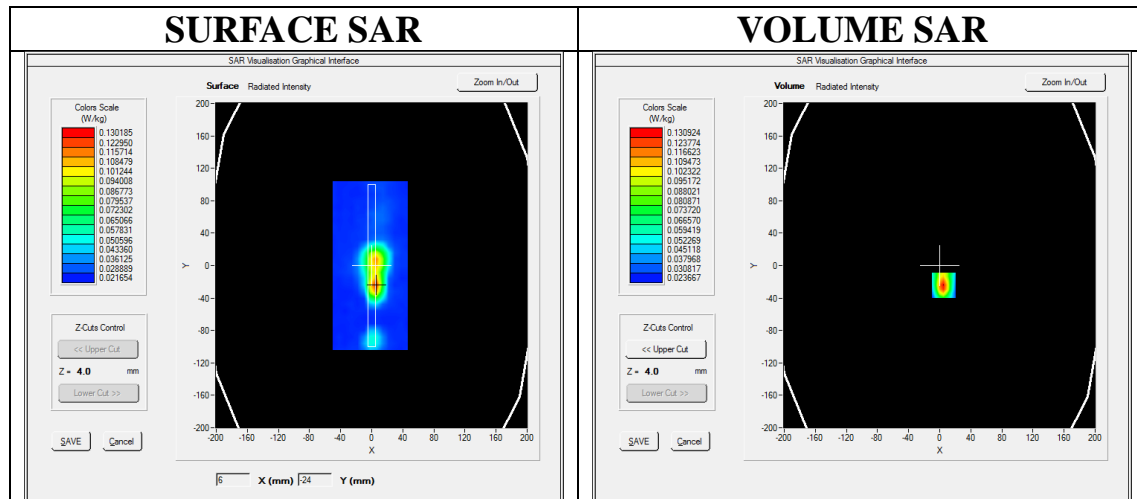 SURFACE SAR
SAR Visualisation Graphical Interface
Surface Radiated Intensity
Zoom In/Out
Colors Scale
(W/kg)
0.130185
0.122950
0.115714
0.108479
0.101244
0.094008
0.086773
0.079537
0.072302
0.065066
0.057831
0.050596
0.043360
0.036125
0.028889
0.021654
200
160
120
80
40
0
-40
-80
-120
-160
-200
Y
-200 -160 -120 -80 -40 0 40 80 120 160 200
X
Z-Cuts Control
<< Upper Cut
Z = 4.0 mm
Lower Cut >>
SAVE Cancel
6 X (mm) -24 Y (mm)
VOLUME SAR
SAR Visualisation Graphical Interface
Volume Radiated Intensity
Zoom In/Out
Colors Scale
(W/kg)
0.130924
0.123774
0.116623
0.109473
0.102322
0.095172
0.088021
0.080871
0.073720
0.066570
0.059419
0.052269
0.045118
0.037968
0.030817
0.023667
200
160
120
80
40
0
-40
-80
-120
-160
-200
Y
-200 -160 -120 -80 -40 0 40 80 120 160 200
X
Z-Cuts Control
<< Upper Cut
Z = 4.0 mm
Lower Cut >>
SAVE Cancel